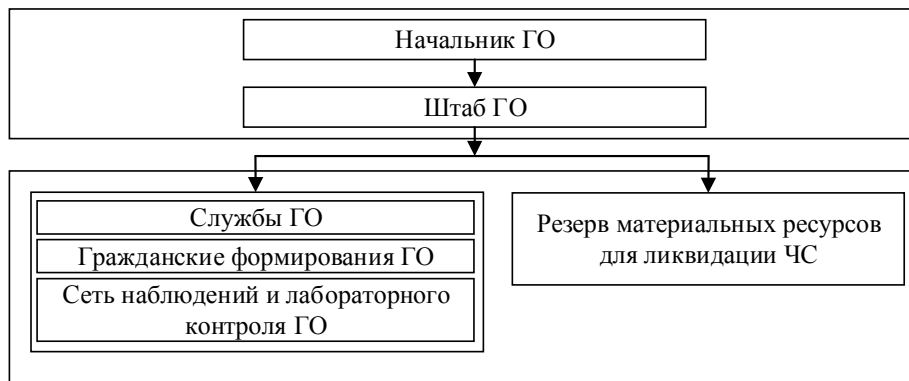 Начальник ГО
Штаб ГО
Службы ГО
Гражданские формирования ГО
Сеть наблюдений и лабораторного
контроля ГО
Резерв материальных ресурсов
для ликвидации ЧС